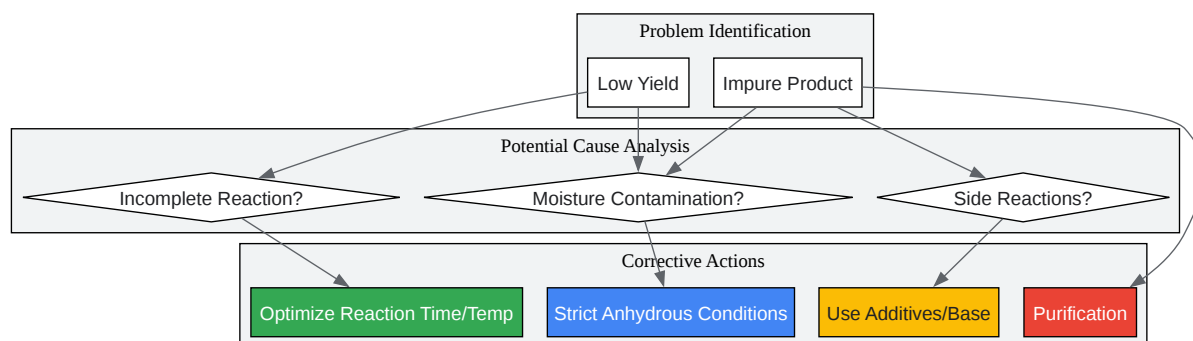 Problem Identification
Low Yield
Impure Product
Potential Cause Analysis
Incomplete Reaction?
Moisture Contamination?
Side Reactions?
Corrective Actions
Optimize Reaction Time/Temp
Strict Anhydrous Conditions
Use Additives/Base
Purification